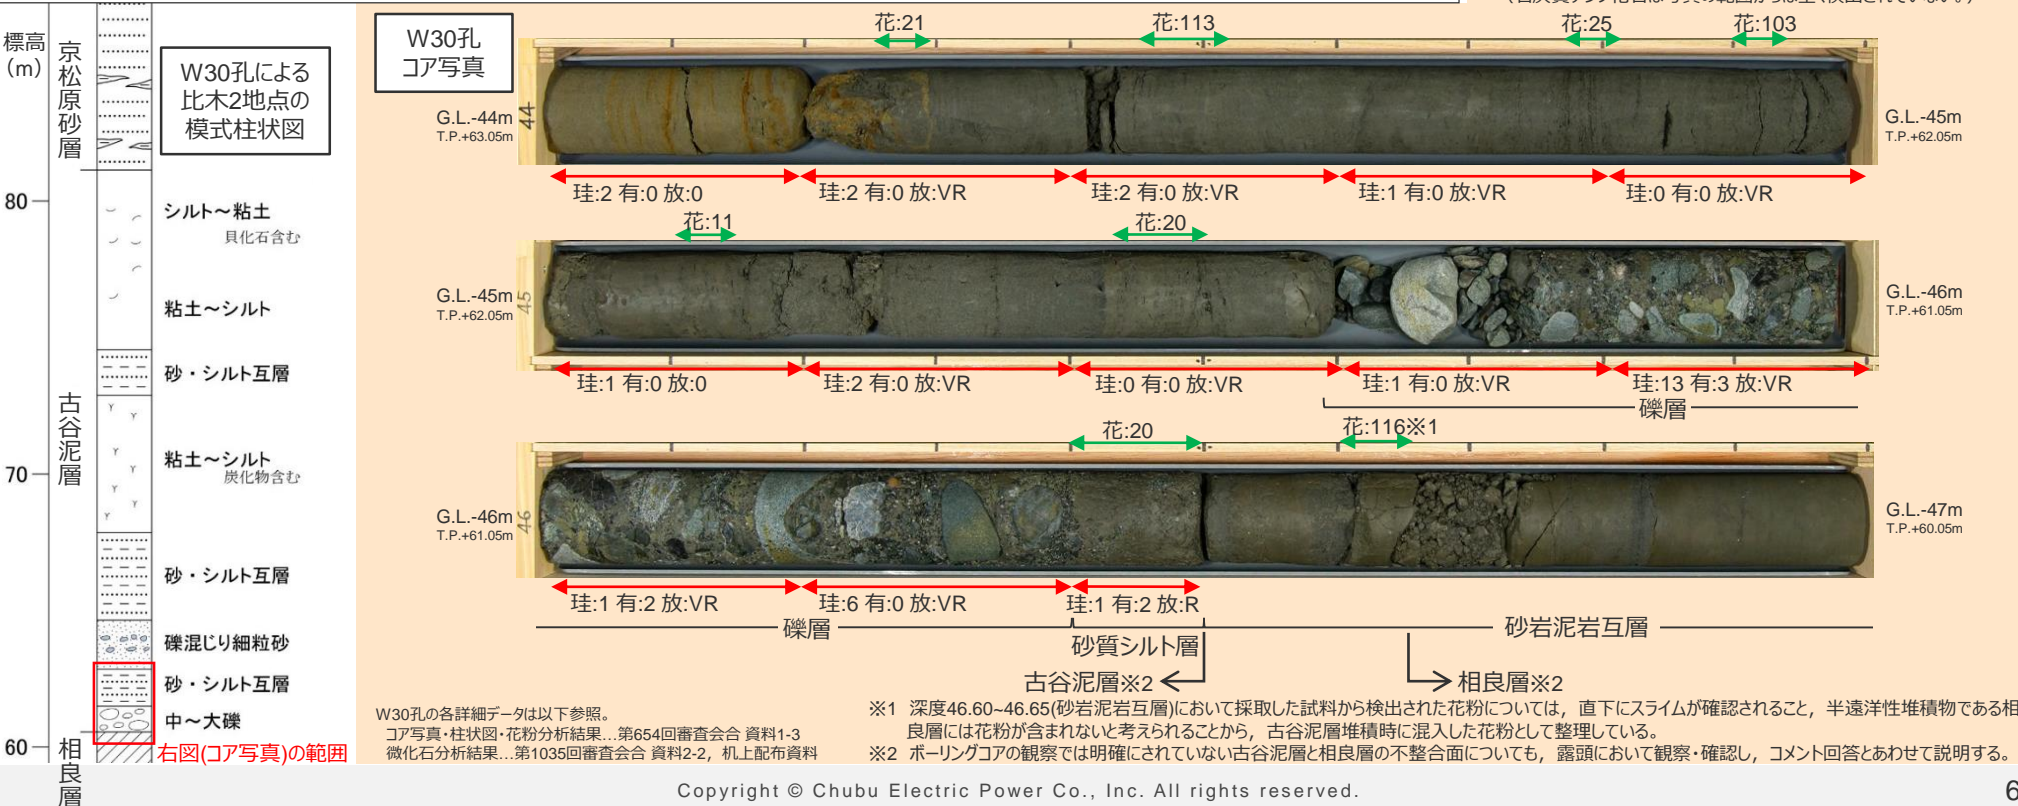 標高
(m)
京松原砂層
W30孔による
比木2地点の
模式柱状図
80
シルト～粘土
貝化石含む
粘土～シルト
砂・シルト互層
古谷泥層
70
粘土～シルト
炭化物含む
砂・シルト互層
礫混じり細粒砂
砂・シルト互層
中～大礫
60
相良層
右図(コア写真)の範囲
W30孔
コア写真
花:21
花:113
花:25
花:103
G.L.-44m
T.P.+63.05m
44
G.L.-45m
T.P.+62.05m
珪:2 有:0 放:0
珪:2 有:0 放:VR
珪:2 有:0 放:VR
珪:1 有:0 放:VR
珪:0 有:0 放:VR
花:11
花:20
G.L.-45m
T.P.+62.05m
45
G.L.-46m
T.P.+61.05m
珪:1 有:0 放:0
珪:2 有:0 放:VR
珪:0 有:0 放:VR
珪:1 有:0 放:VR
珪:13 有:3 放:VR
礫層
花:20
花:116※1
G.L.-46m
T.P.+61.05m
46
G.L.-47m
T.P.+60.05m
珪:1 有:2 放:VR
珪:6 有:0 放:VR
珪:1 有:2 放:R
礫層
砂質シルト層
砂岩泥岩互層
古谷泥層※2
相良層※2
W30孔の各詳細データは以下参照。
コア写真・柱状図・花粉分析結果…第654回審査会合 資料1-3
微化石分析結果…第1035回審査会合 資料2-2，机上配布資料
※1 深度46.60~46.65(砂岩泥岩互層)において採取した試料から検出された花粉については，直下にスライムが確認されること，半遠洋性堆積物である相
良層には花粉が含まれないと考えられることから，古谷泥層堆積時に混入した花粉として整理している。
※2 ボーリングコアの観察では明確にされていない古谷泥層と相良層の不整合面についても，露頭において観察・確認し，コメント回答とあわせて説明する。
Copyright © Chubu Electric Power Co., Inc. All rights reserved.
6